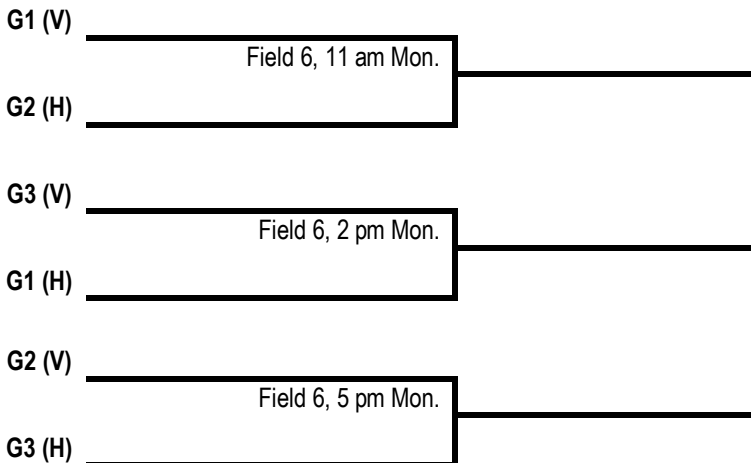 G1 (V)
Field 6, 11 am Mon.
G2 (H)
G3 (V)
Field 6, 2 pm Mon.
G1 (H)
G2 (V)
Field 6, 5 pm Mon.
G3 (H)